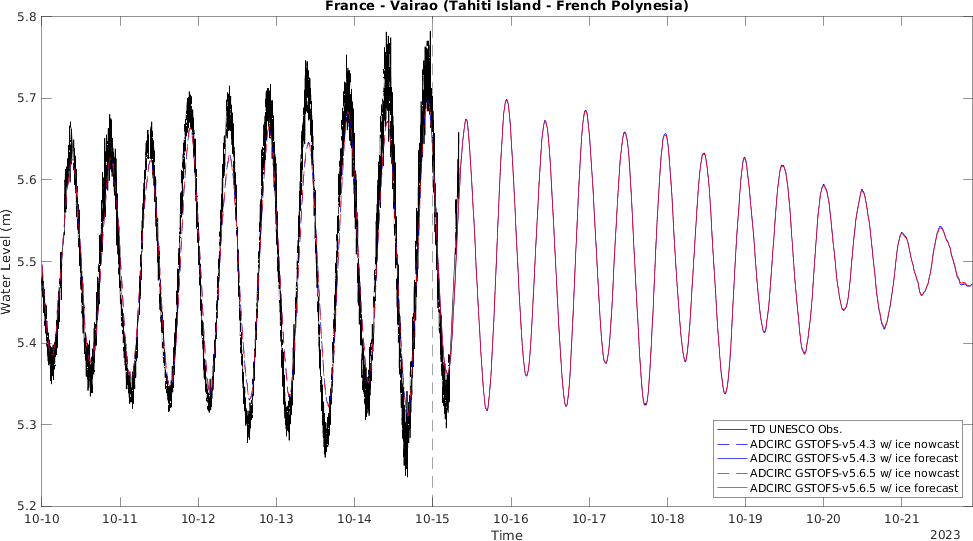 France - Vairao (Tahiti Island - French Polynesia)
5.8
5.7
5.6
5.5
5.4
5.3
5.2
Water Level (m)
10-10 10-11 10-12 10-13 10-14 10-15 10-16 10-17 10-18 10-19 10-20 10-21
Time
2023
TD UNESCO Obs.
ADCIRC GSTOFS-v5.4.3 w/ ice nowcast
ADCIRC GSTOFS-v5.4.3 w/ ice forecast
ADCIRC GSTOFS-v5.6.5 w/ ice nowcast
ADCIRC GSTOFS-v5.6.5 w/ ice forecast